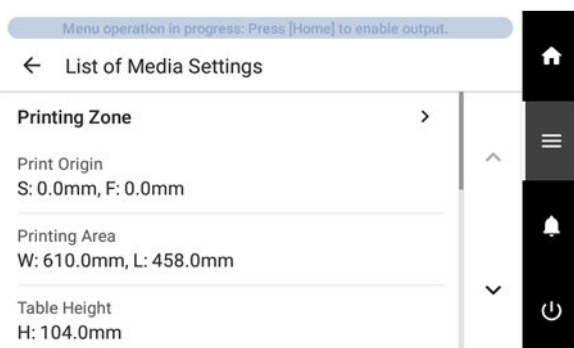 Menu operation in progress: Press [Home] to enable output.
List of Media Settings
Printing Zone
Print Origin
S: 0.0mm, F: 0.0mm
Printing Area
W: 610.0mm, L: 458.0mm
Table Height
H: 104.0mm